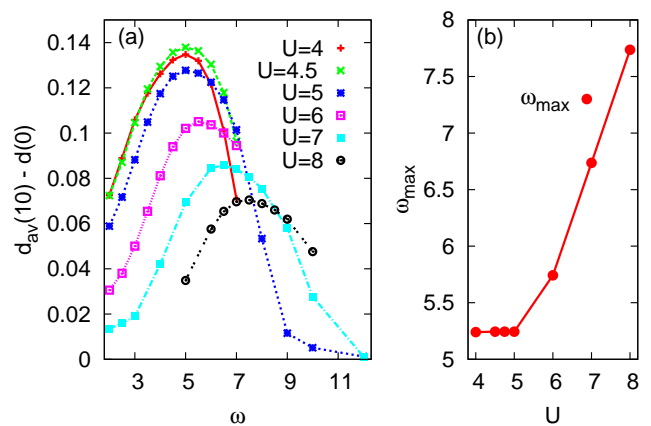 (a)
U=4
U=4.5
U=5
U=6
U=7
U=8
0.14
0.12
0.1
0.08
0.06
0.04
0.02
0
d_av(10) - d(0)
3 5 7 9 11
ω
(b)
ω_max
8
7.5
7
6.5
6
5.5
5
ω_max
4 5 6 7 8
U